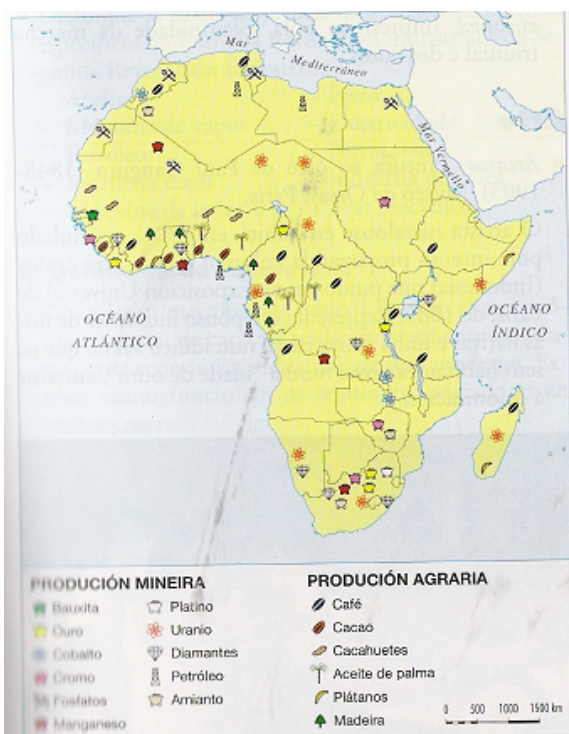 Mar
Mediterráneo
Mar Vermello
OCÉANO
ATLÁNTICO
OCÉANO
ÍNDICO
PRODUCIÓN MINEIRA
Bauxita
Ouro
Cobalto
Cromo
Fosfatos
Manganeso
Platino
Uranio
Diamantes
Petróleo
Amianto
PRODUCIÓN AGRARIA
Café
Cacao
Cacahuetes
Aceite de palma
Plátanos
Madeira
0 500 1000 1500 km